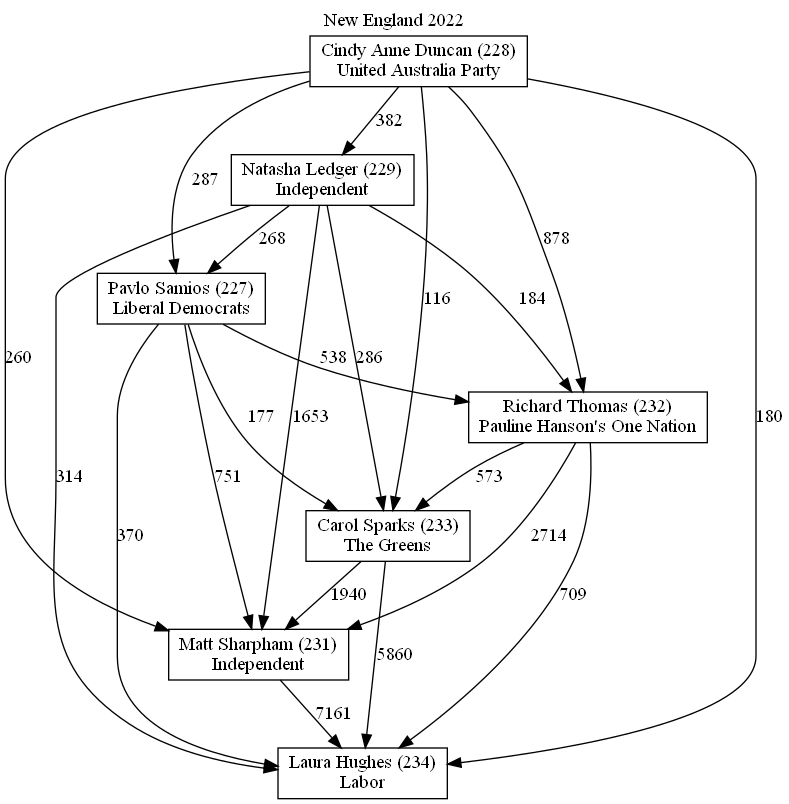 New England 2022
Cindy Anne Duncan (228)
United Australia Party
382
Natasha Ledger (229)
Independent
287
268
878
Pavlo Samios (227)
Liberal Democrats
116
184
260
538
286
Richard Thomas (232)
Pauline Hanson's One Nation
177
1653
180
314
751
573
370
Carol Sparks (233)
The Greens
2714
1940
709
Matt Sharpham (231)
Independent
5860
7161
Laura Hughes (234)
Labor